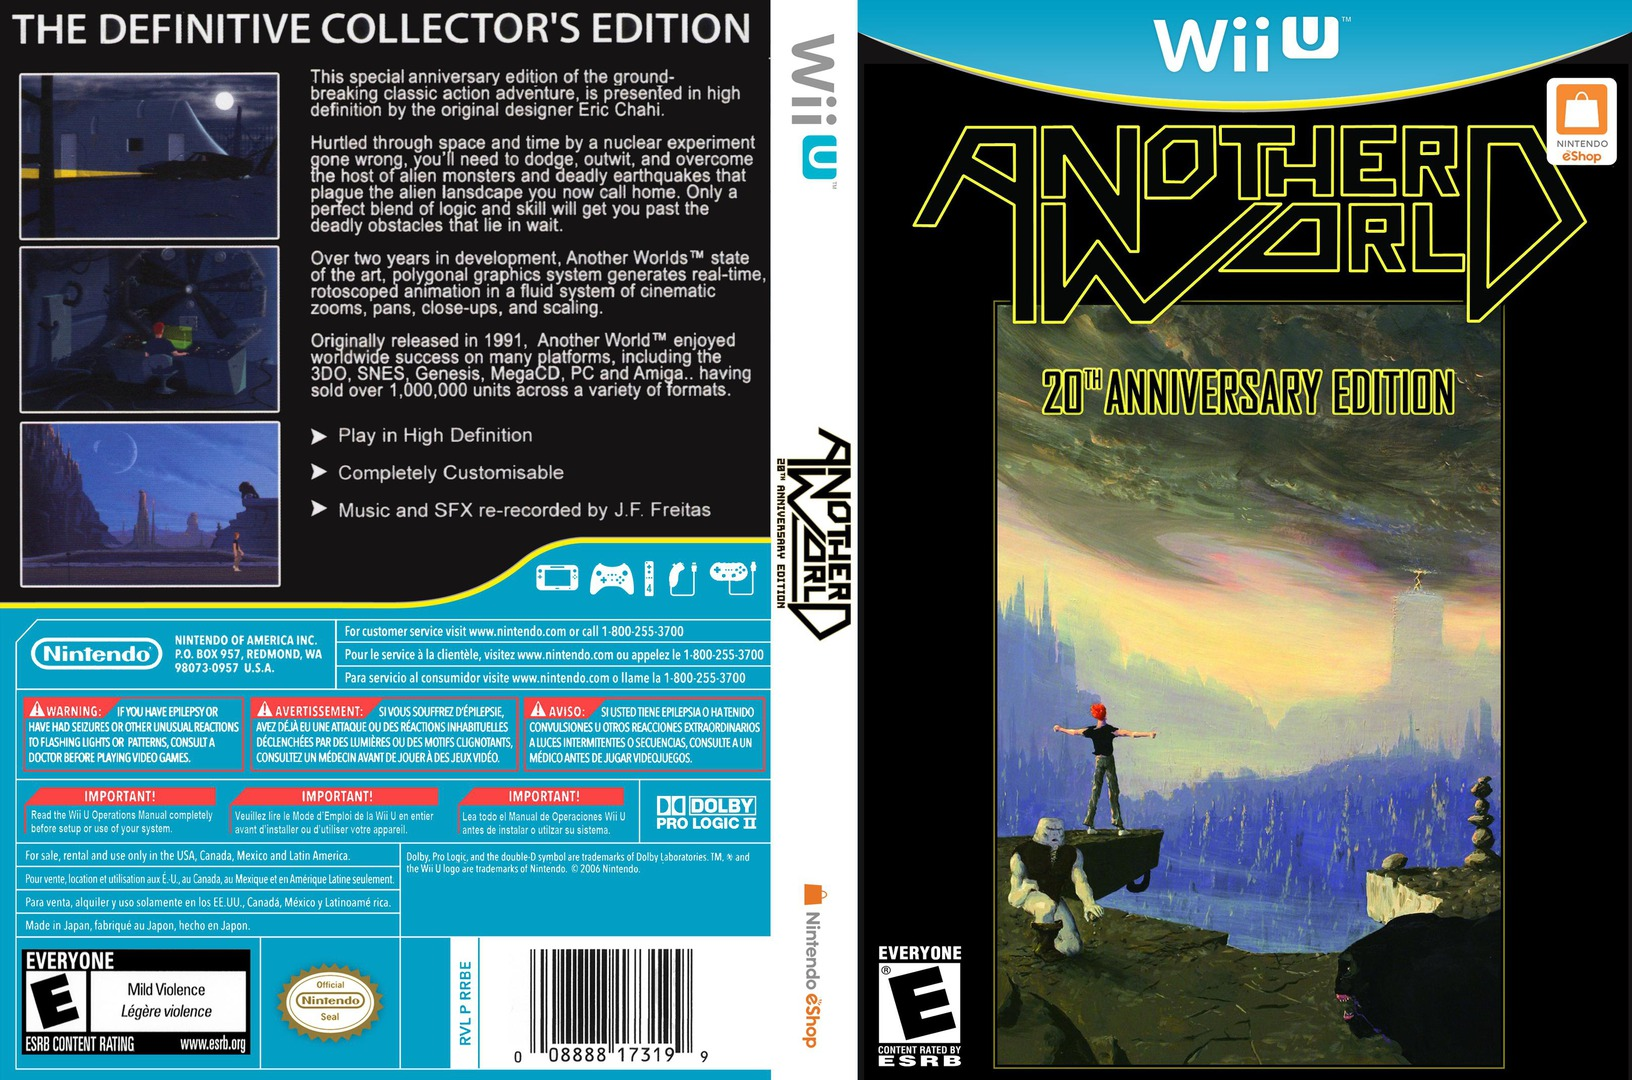 THE DEFINITIVE COLLECTOR'S EDITION
This special anniversary edition of the ground-
breaking classic action adventure, is presented in high
definition by the original designer Eric Chahi.
Hurtled through space and time by a nuclear experiment
gone wrong, you'll need to dodge, outwit, and overcome
the host of alien monsters and deadly earthquakes that
plague the alien lansdcape you now call home. Only a
perfect blend of logic and skill will get you past the
deadly obstacles that lie in wait.
Over two years in development, Another Worlds™ state
of the art, polygonal graphics system generates real-time,
rotoscoped animation in a fluid system of cinematic
zooms, pans, close-ups, and scaling.
Originally released in 1991, Another World™ enjoyed
worldwide success on many platforms, including the
3DO, SNES, Genesis, MegaCD, PC and Amiga.. having
sold over 1,000,000 units across a variety of formats.
➤ Play in High Definition
➤ Completely Customisable
➤ Music and SFX re-recorded by J.F. Freitas
4
Nintendo®
NINTENDO OF AMERICA INC.
P.O. BOX 957, REDMOND, WA
98073-0957 U.S.A.
For customer service visit www.nintendo.com or call 1-800-255-3700
Pour le service à la clientèle, visitez www.nintendo.com ou appelez le 1-800-255-3700
Para servicio al consumidor visite www.nintendo.com o llame la 1-800-255-3700
WARNING: IF YOU HAVE EPILEPSY OR
HAVE HAD SEIZURES OR OTHER UNUSUAL REACTIONS
TO FLASHING LIGHTS OR PATTERNS, CONSULT A
DOCTOR BEFORE PLAYING VIDEO GAMES.
AVERTISSEMENT: SI VOUS SOUFFREZ D'ÉPILEPSIE,
AVEZ DÉJÀ EU UNE ATTAQUE OU DES RÉACTIONS INHABITUELLES
DÉCLENCHÉES PAR DES LUMIÈRES OU DES MOTIFS CLIGNOTANTS,
CONSULTEZ UN MÉDECIN AVANT DE JOUER À DES JEUX VIDÉO.
AVISO: SI USTED TIENE EPILEPSIA O HA TENIDO
CONVULSIONES U OTROS REACCIONES EXTRAORDINARIOS
A LUCES INTERMITENTES O SECUENCIAS, CONSULTE A UN
MÉDICO ANTES DE JUGAR VIDEOJUEGOS.
IMPORTANT!
Read the Wii U Operations Manual completely
before setup or use of your system.
IMPORTANT!
Veuillez lire le Mode d'Emploi de la Wii U en entier
avant d'installer ou d'utiliser votre appareil.
IMPORTANT!
Lea todo el Manual de Operaciones Wii U
antes de instalar o utilzar su sistema.
DOLBY
PRO LOGIC II
For sale, rental and use only in the USA, Canada, Mexico and Latin America.
Pour vente, location et utilisation aux É.-U., au Canada, au Mexique et en Amérique Latine seulement.
Para venta, alquiler y uso solamente en los EE.UU., Canadá, México y Latinoamé rica.
Made in Japan, fabriqué au Japon, hecho en Japon.
Dolby, Pro Logic, and the double-D symbol are trademarks of Dolby Laboratories. TM, ® and
the Wii U logo are trademarks of Nintendo. © 2006 Nintendo.
EVERYONE
E
Mild Violence
Légère violence
ESRB CONTENT RATING www.esrb.org
Official
Nintendo
Seal
RVL P RRBE
0 08888 17319 9
Wii U™
ANOTHER WORLD
20TH ANNIVERSARY EDITION
Nintendo eShop
Wii U™
NINTENDO
eShop
ANOTHER
WORLD
20TH ANNIVERSARY EDITION
EVERYONE
E®
CONTENT RATED BY
ESRB